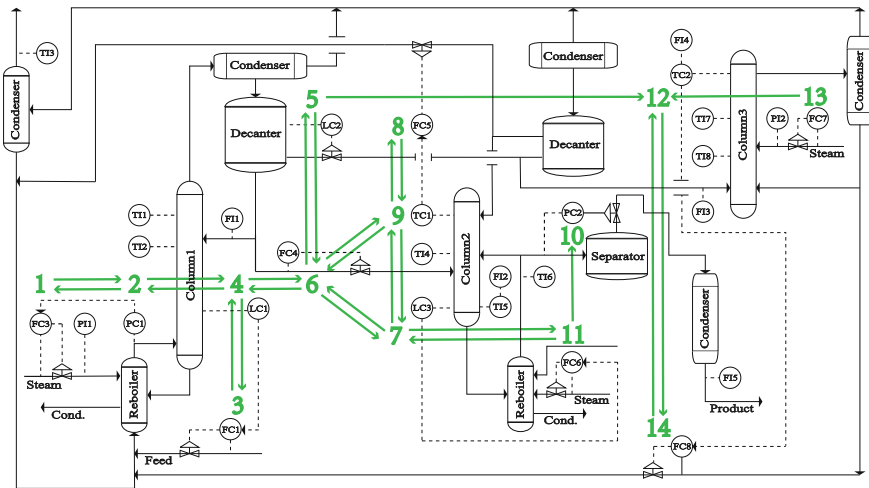 FI4
TI3
Condenser
Condenser
TC2
Condenser
Condenser
5
12
13
Decanter
LC2
8
FC5
Decanter
TI7
PI2
FC7
Column3
Steam
TI8
TI1
FI1
9
TC1
PC2
FI3
TI2
Column1
FC4
TI4
Column2
10
Separator
1
2
4
6
FI2
TI6
PC1
LC1
LC3
TI5
Condenser
FC3
PI1
7
11
Steam
Reboiler
FC6
Reboiler
Steam
FI5
Cond.
3
Cond.
Product
FC1
14
FC8
Feed